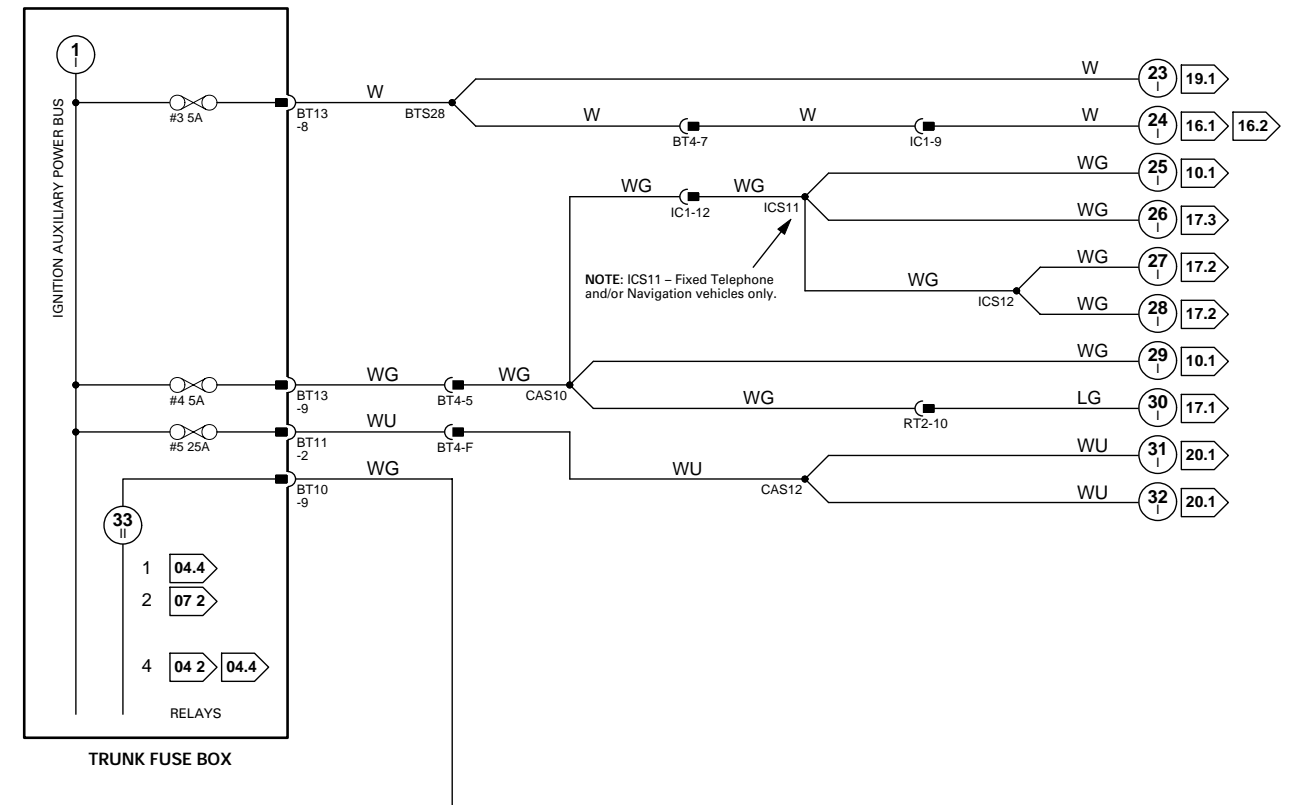 1
I
IGNITION AUXILIARY POWER BUS
#3 5A
BT13
-8
W
BTS28
W
23
I
19.1
W
BT4-7
W
IC1-9
W
24
I
16.1
16.2
WG
IC1-12
WG
ICS11
WG
25
I
10.1
WG
26
I
17.3
NOTE: ICS11 – Fixed Telephone
and/or Navigation vehicles only.
WG
ICS12
WG
27
I
17.2
WG
28
I
17.2
#4 5A
BT13
-9
WG
BT4-5
WG
CAS10
WG
29
I
10.1
WG
RT2-10
LG
30
I
17.1
#5 25A
BT11
-2
WU
BT4-F
WU
CAS12
WU
31
I
20.1
WU
32
I
20.1
BT10
-9
WG
33
II
1 04.4
2 07 2
4 04 2 04.4
RELAYS
TRUNK FUSE BOX